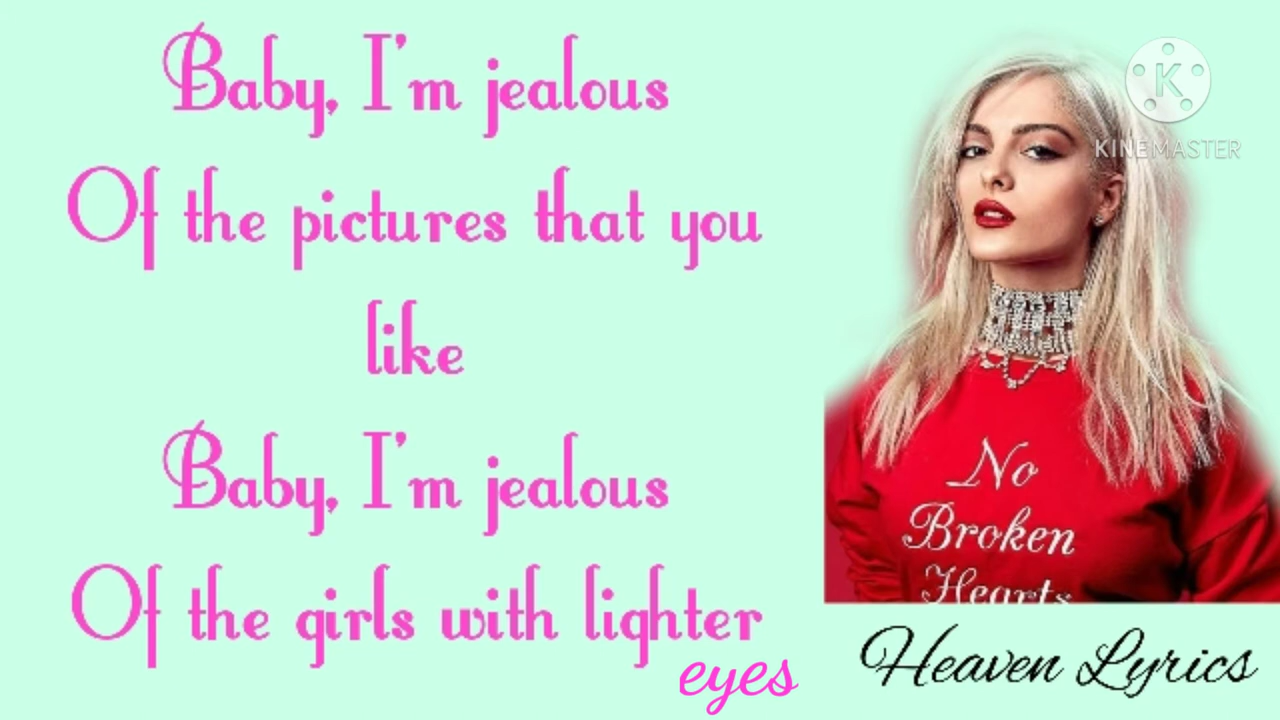 Baby, I'm jealous
Of the pictures that you
like
Baby, I'm jealous
Of the girls with lighter
eyes
K
KINEMASTER
No
Broken
Hearts
Heaven Lyrics